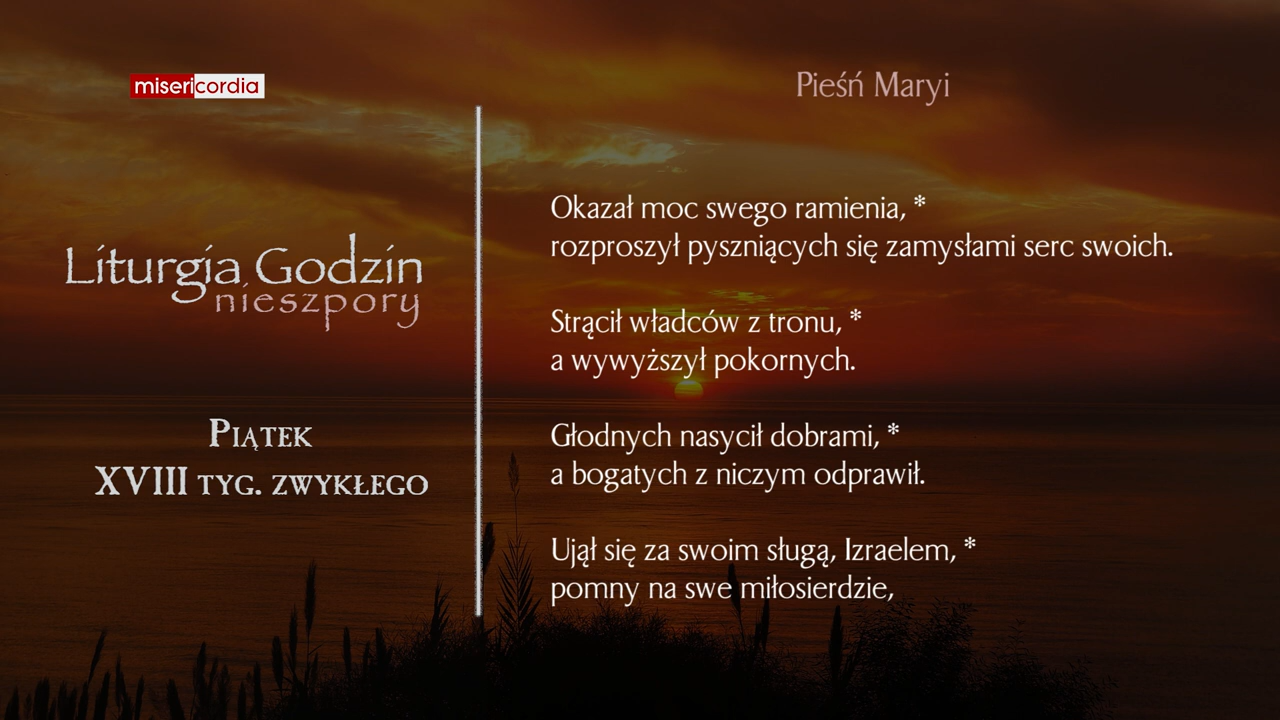 misericordia
Liturgia Godzin
nieszpory
Piątek
XVIII tyg. zwykłego
Pieśń Maryi
Okazał moc swego ramienia, *
rozproszył pyszniących się zamysłami serc swoich.
Strącił władców z tronu, *
a wywyższył pokornych.
Głodnych nasycił dobrami, *
a bogatych z niczym odprawił.
Ujął się za swoim sługą, Izraelem, *
pomny na swe miłosierdzie,